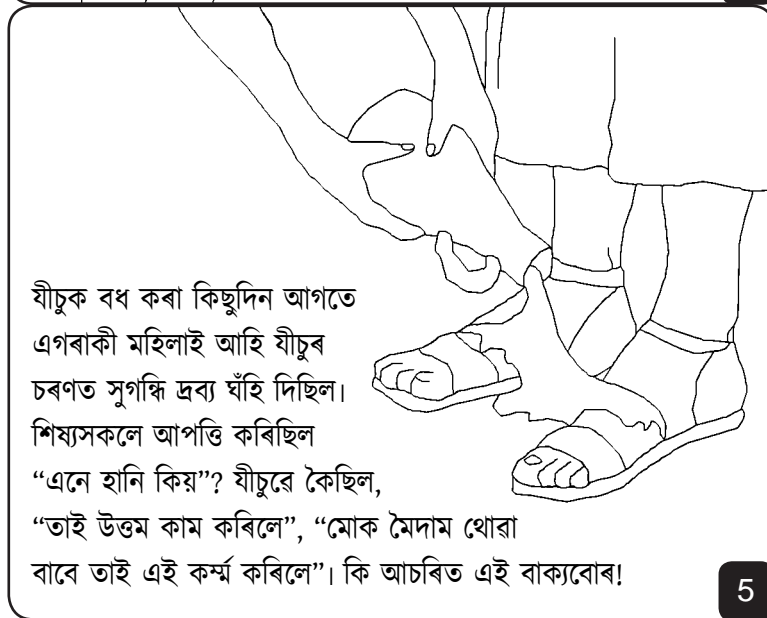 যীচুক বধ কৰা কিছুদিন আগতে
এগৰাকী মহিলাই আহি যীচুৰ
চৰণত সুগন্ধি দ্ৰব্য ঘঁহি দিছিল।
শিষ্যসকলে আপত্তি কৰিছিল
“এনে হানি কিয়”? যীচুৱে কৈছিল,
“তাই উত্তম কাম কৰিলে”, “মোক মৈদাম থোৱা
বাবে তাই এই কৰ্ম্ম কৰিলে”। কি আচৰিত এই বাক্যবোৰ!
5